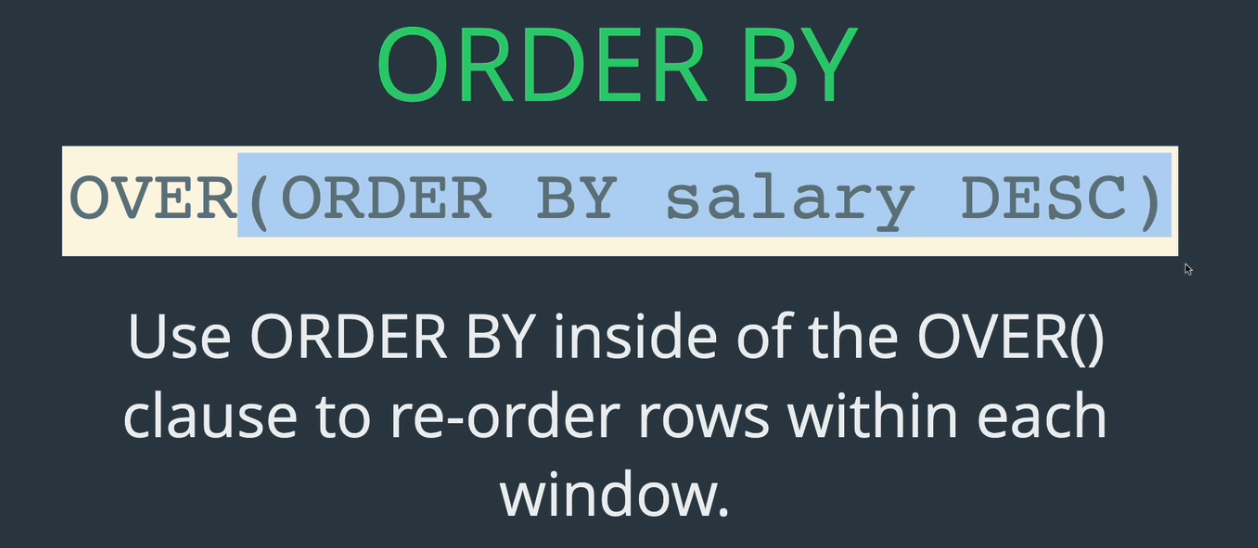 ORDER BY
OVER(ORDER BY salary DESC)
Use ORDER BY inside of the OVER()
clause to re-order rows within each
window.